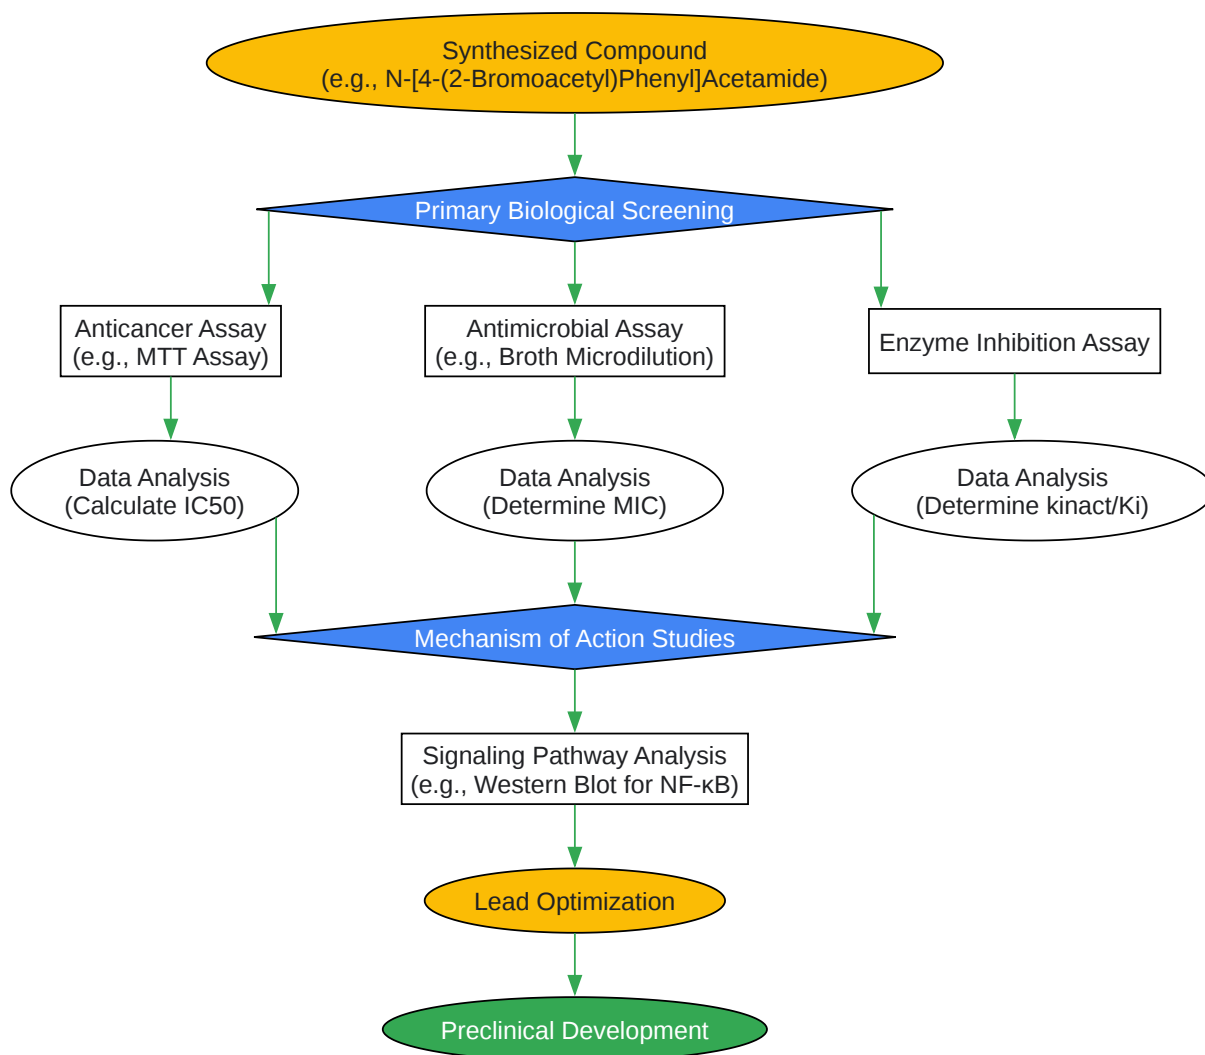 Synthesized Compound
(e.g., N-[4-(2-Bromoacetyl)Phenyl]Acetamide)
Primary Biological Screening
Anticancer Assay
(e.g., MTT Assay)
Antimicrobial Assay
(e.g., Broth Microdilution)
Enzyme Inhibition Assay
Data Analysis
(Calculate IC50)
Data Analysis
(Determine MIC)
Data Analysis
(Determine kinact/Ki)
Mechanism of Action Studies
Signaling Pathway Analysis
(e.g., Western Blot for NF-κB)
Lead Optimization
Preclinical Development